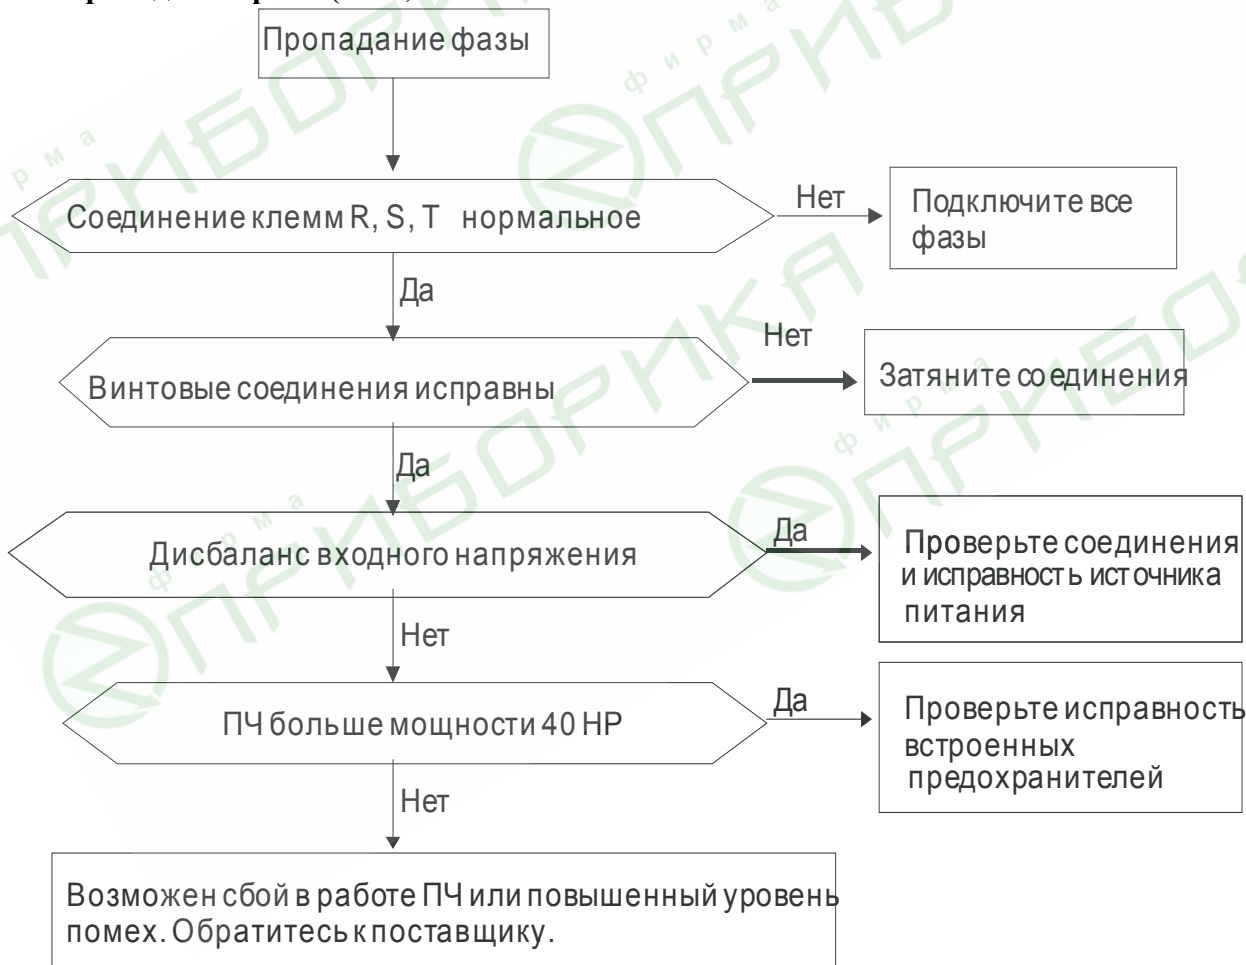 Пропадание фазы
Соединение клемм R, S, T нормальное
Нет
Подключите все
фазы
Да
Винтовые соединения исправны
Нет
Затяните соединения
Да
Дисбаланс входного напряжения
Да
Проверьте соединения
и исправность источника
питания
Нет
ПЧ больше мощности 40 HP
Да
Проверьте исправность
встроенных
предохранителей
Нет
Возможен сбой в работе ПЧ или повышенный уровень
помех. Обратитесь к поставщику.
фирма
ПРИБОРИКА